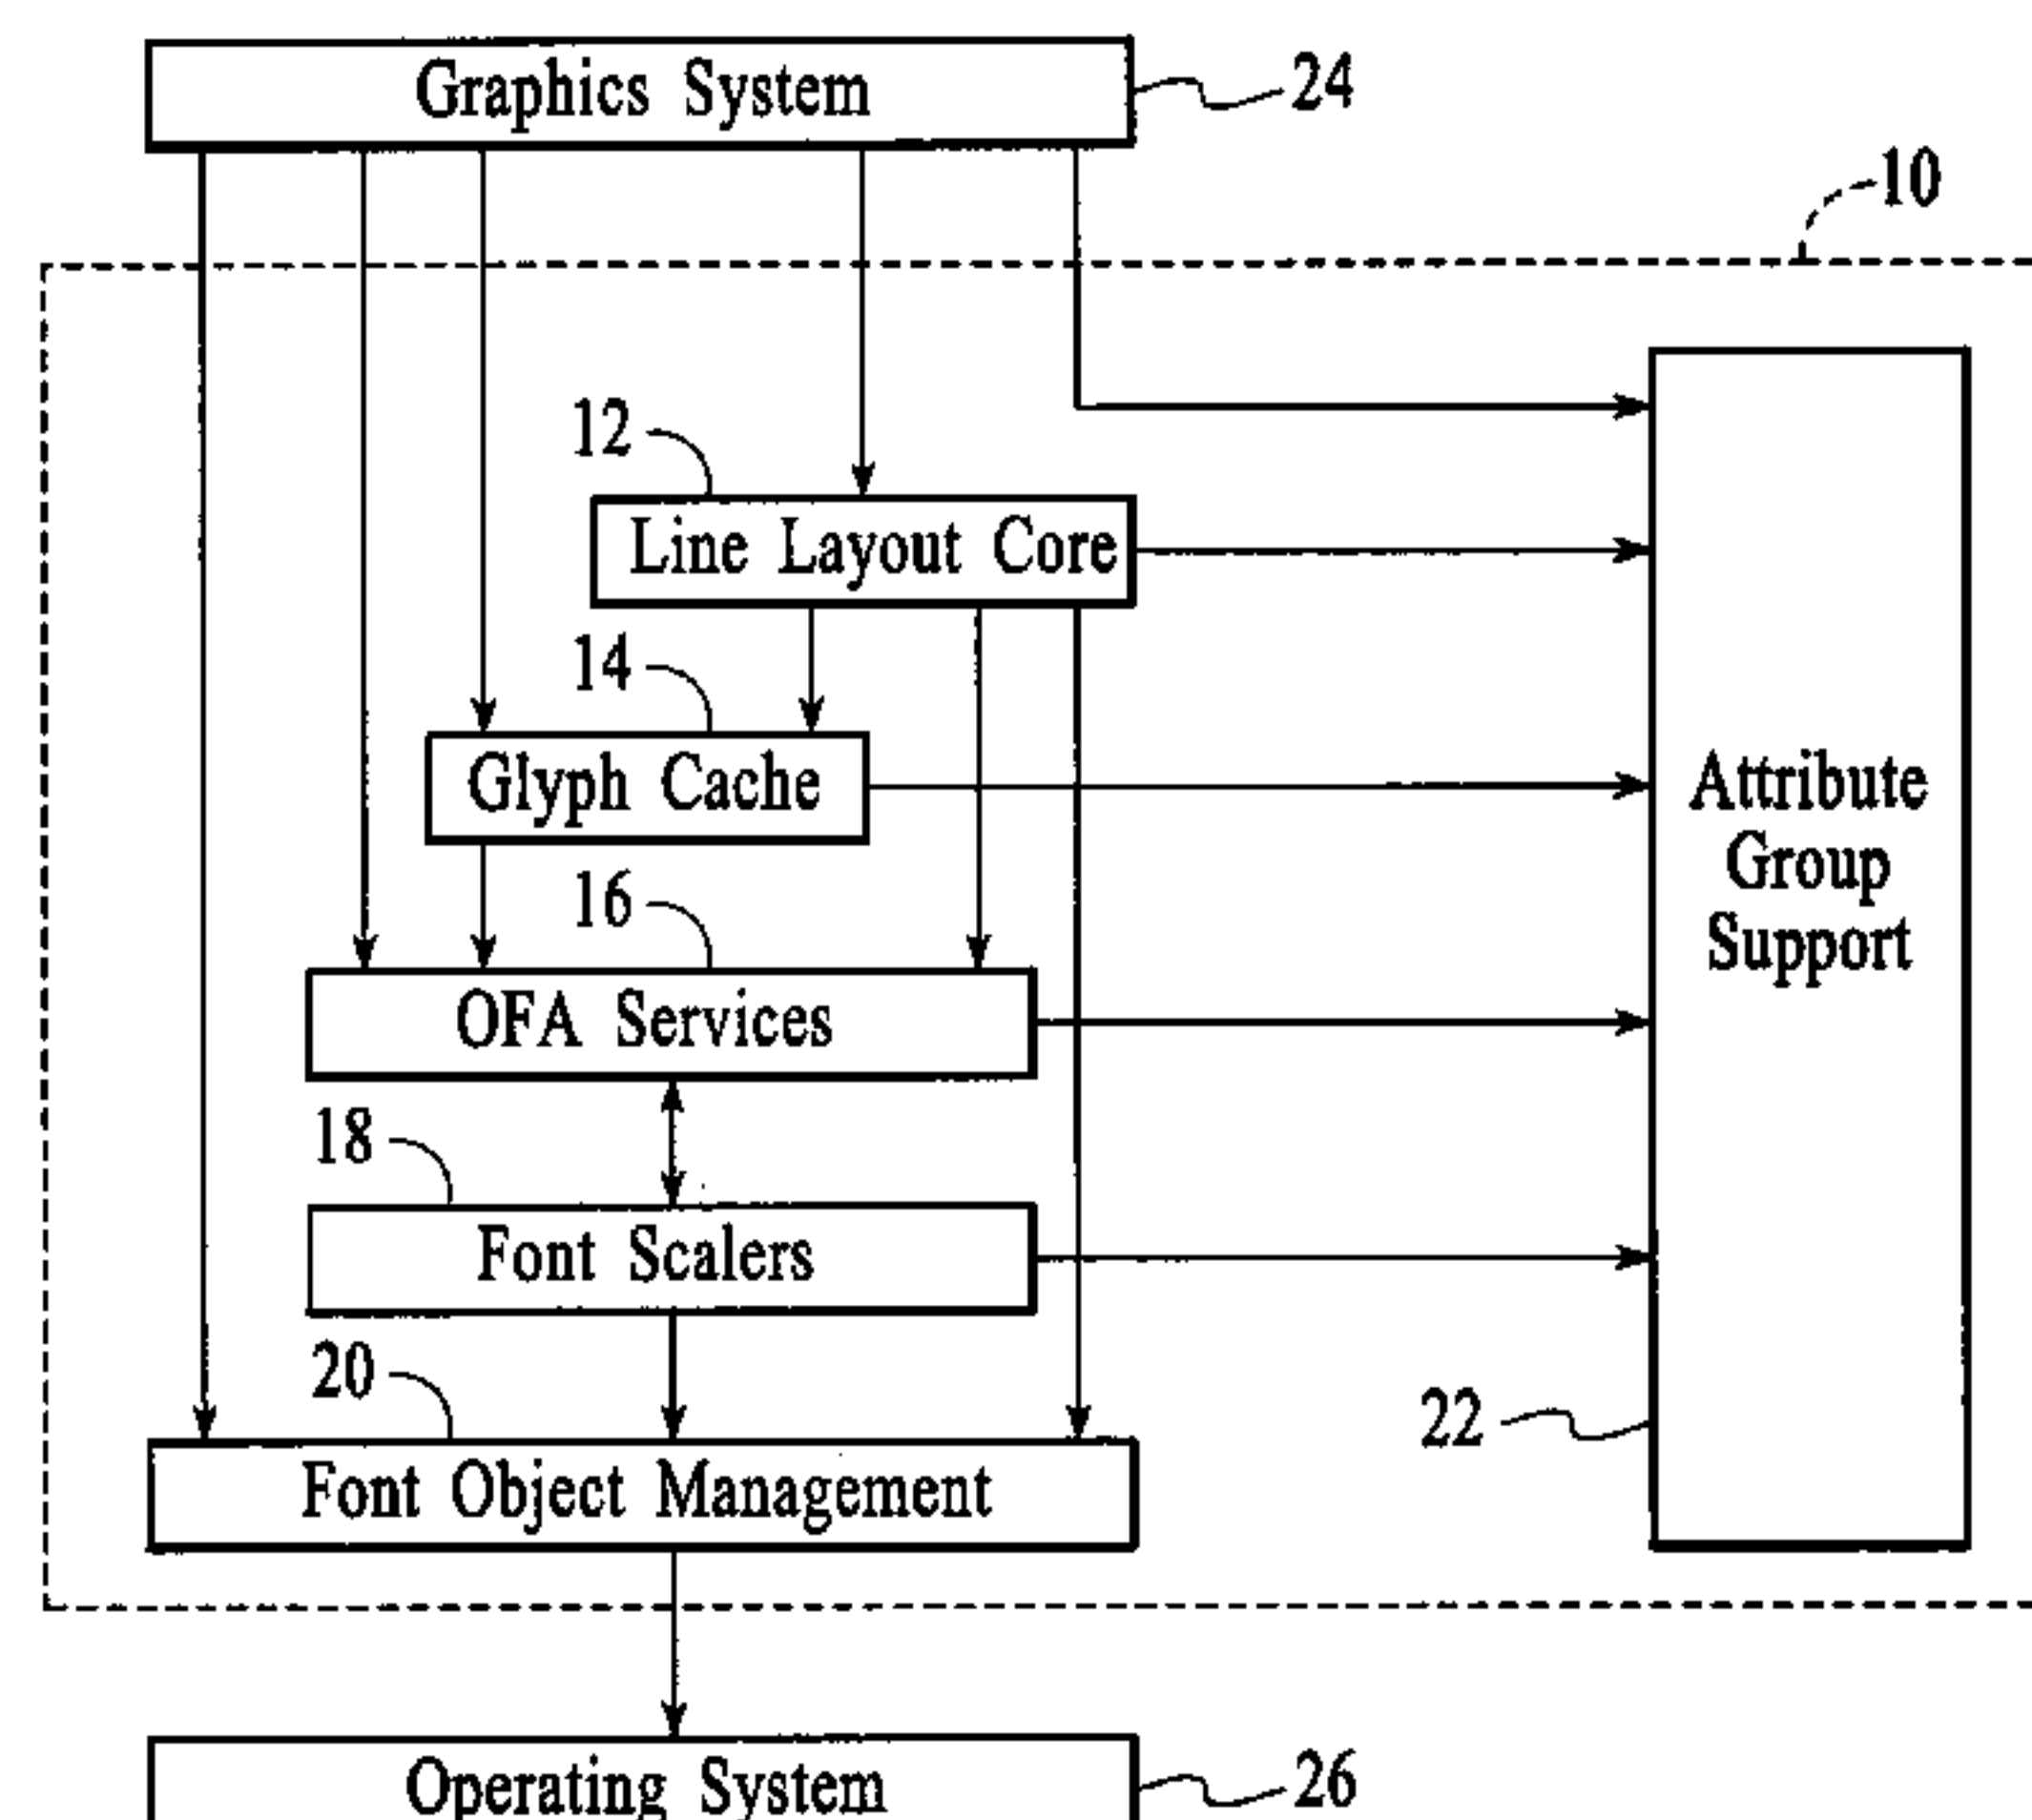 Graphics System
24
10
12
Line Layout Core
14
Glyph Cache
16
OFA Services
Attribute
Group
Support
18
Font Scalers
20
Font Object Management
22
Operating System
26